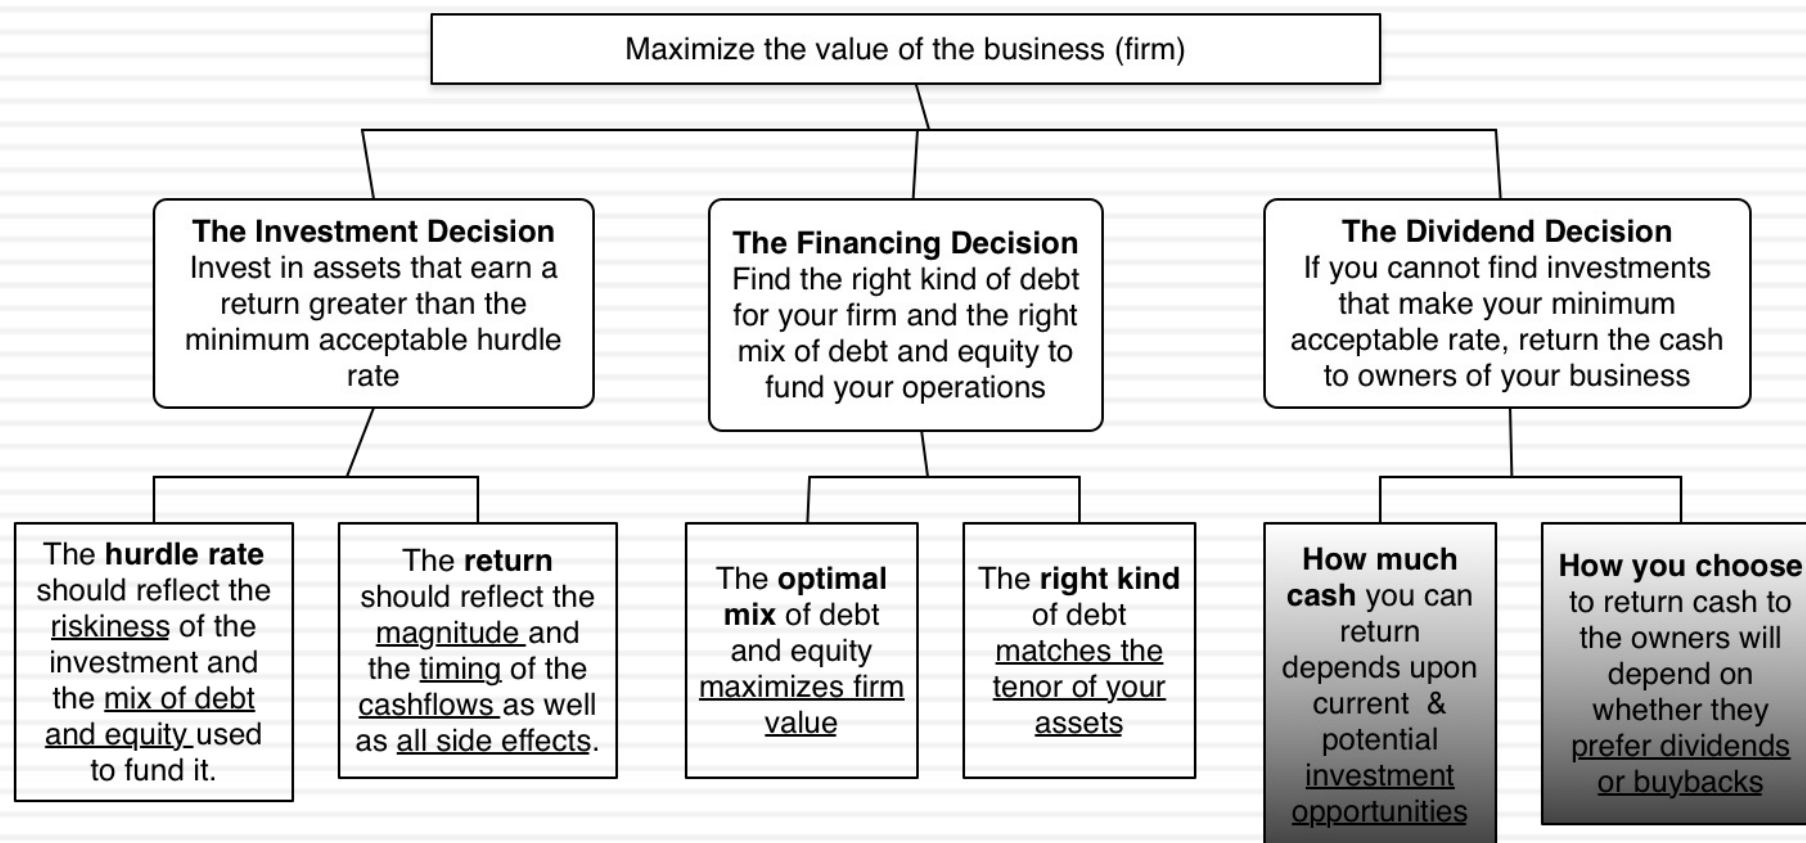 Maximize the value of the business (firm)
The Investment Decision
Invest in assets that earn a
return greater than the
minimum acceptable hurdle
rate
The Financing Decision
Find the right kind of debt
for your firm and the right
mix of debt and equity to
fund your operations
The Dividend Decision
If you cannot find investments
that make your minimum
acceptable rate, return the cash
to owners of your business
The hurdle rate
should reflect the
riskiness of the
investment and
the mix of debt
and equity used
to fund it.
The return
should reflect the
magnitude and
the timing of the
cashflows as well
as all side effects.
The optimal
mix of debt
and equity
maximizes firm
value
The right kind
of debt
matches the
tenor of your
assets
How much
cash you can
return
depends upon
current &
potential
investment
opportunities
How you choose
to return cash to
the owners will
depend on
whether they
prefer dividends
or buybacks